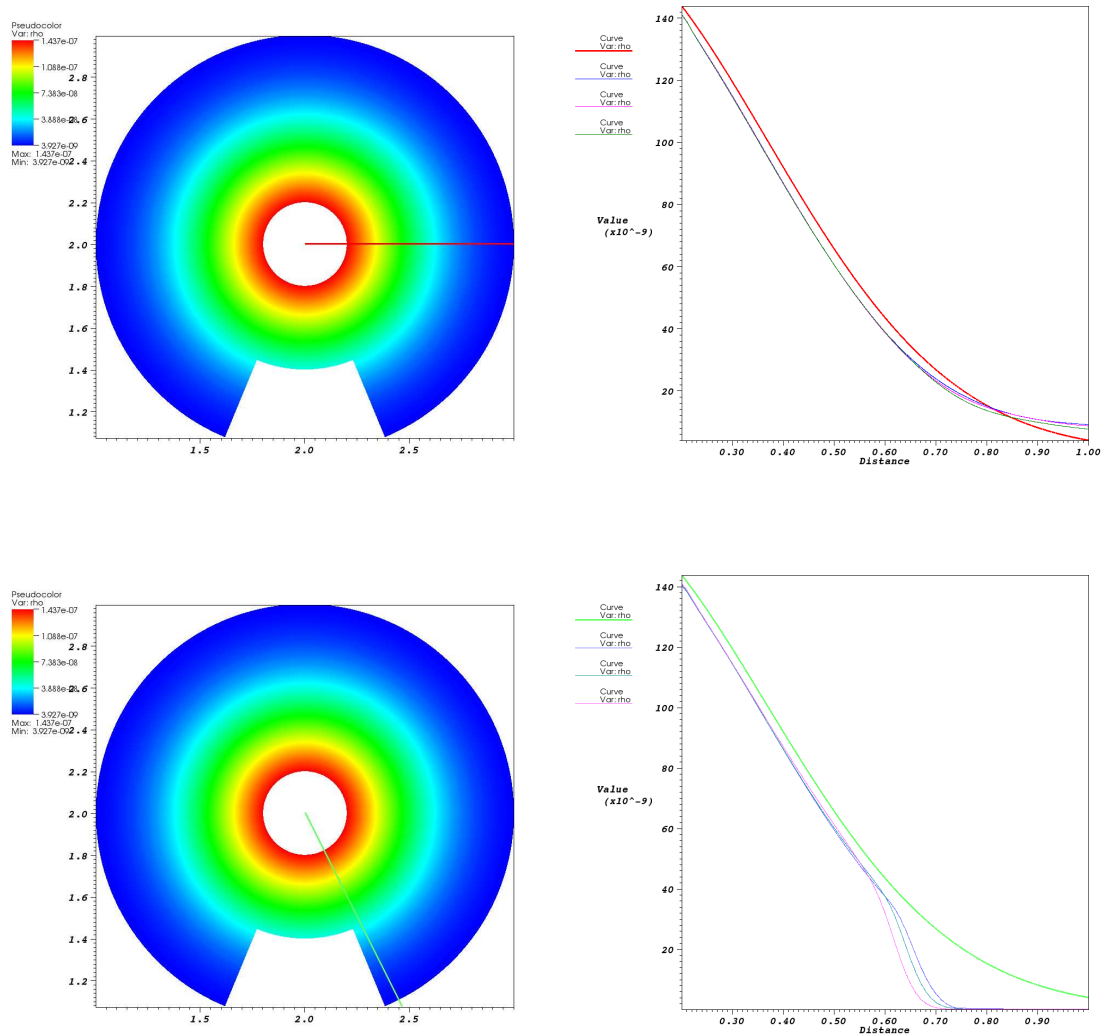 Pseudocolor
Var: rho
1.437e-07
1.088e-07
7.383e-08
3.888e-08
3.927e-09
Max: 1.437e-07
Min: 3.927e-09
2.8
2.6
2.4
2.2
2.0
1.8
1.6
1.4
1.2
1.5
2.0
2.5
Curve
Var: rho
Curve
Var: rho
Curve
Var: rho
Curve
Var: rho
140
120
100
80
60
40
20
Value
(x10^-9)
0.30
0.40
0.50
0.60
0.70
0.80
0.90
1.00
Distance
Pseudocolor
Var: rho
1.437e-07
1.088e-07
7.383e-08
3.888e-08
3.927e-09
Max: 1.437e-07
Min: 3.927e-09
2.8
2.6
2.4
2.2
2.0
1.8
1.6
1.4
1.2
1.5
2.0
2.5
Curve
Var: rho
Curve
Var: rho
Curve
Var: rho
Curve
Var: rho
140
120
100
80
60
40
20
Value
(x10^-9)
0.30
0.40
0.50
0.60
0.70
0.80
0.90
Distance